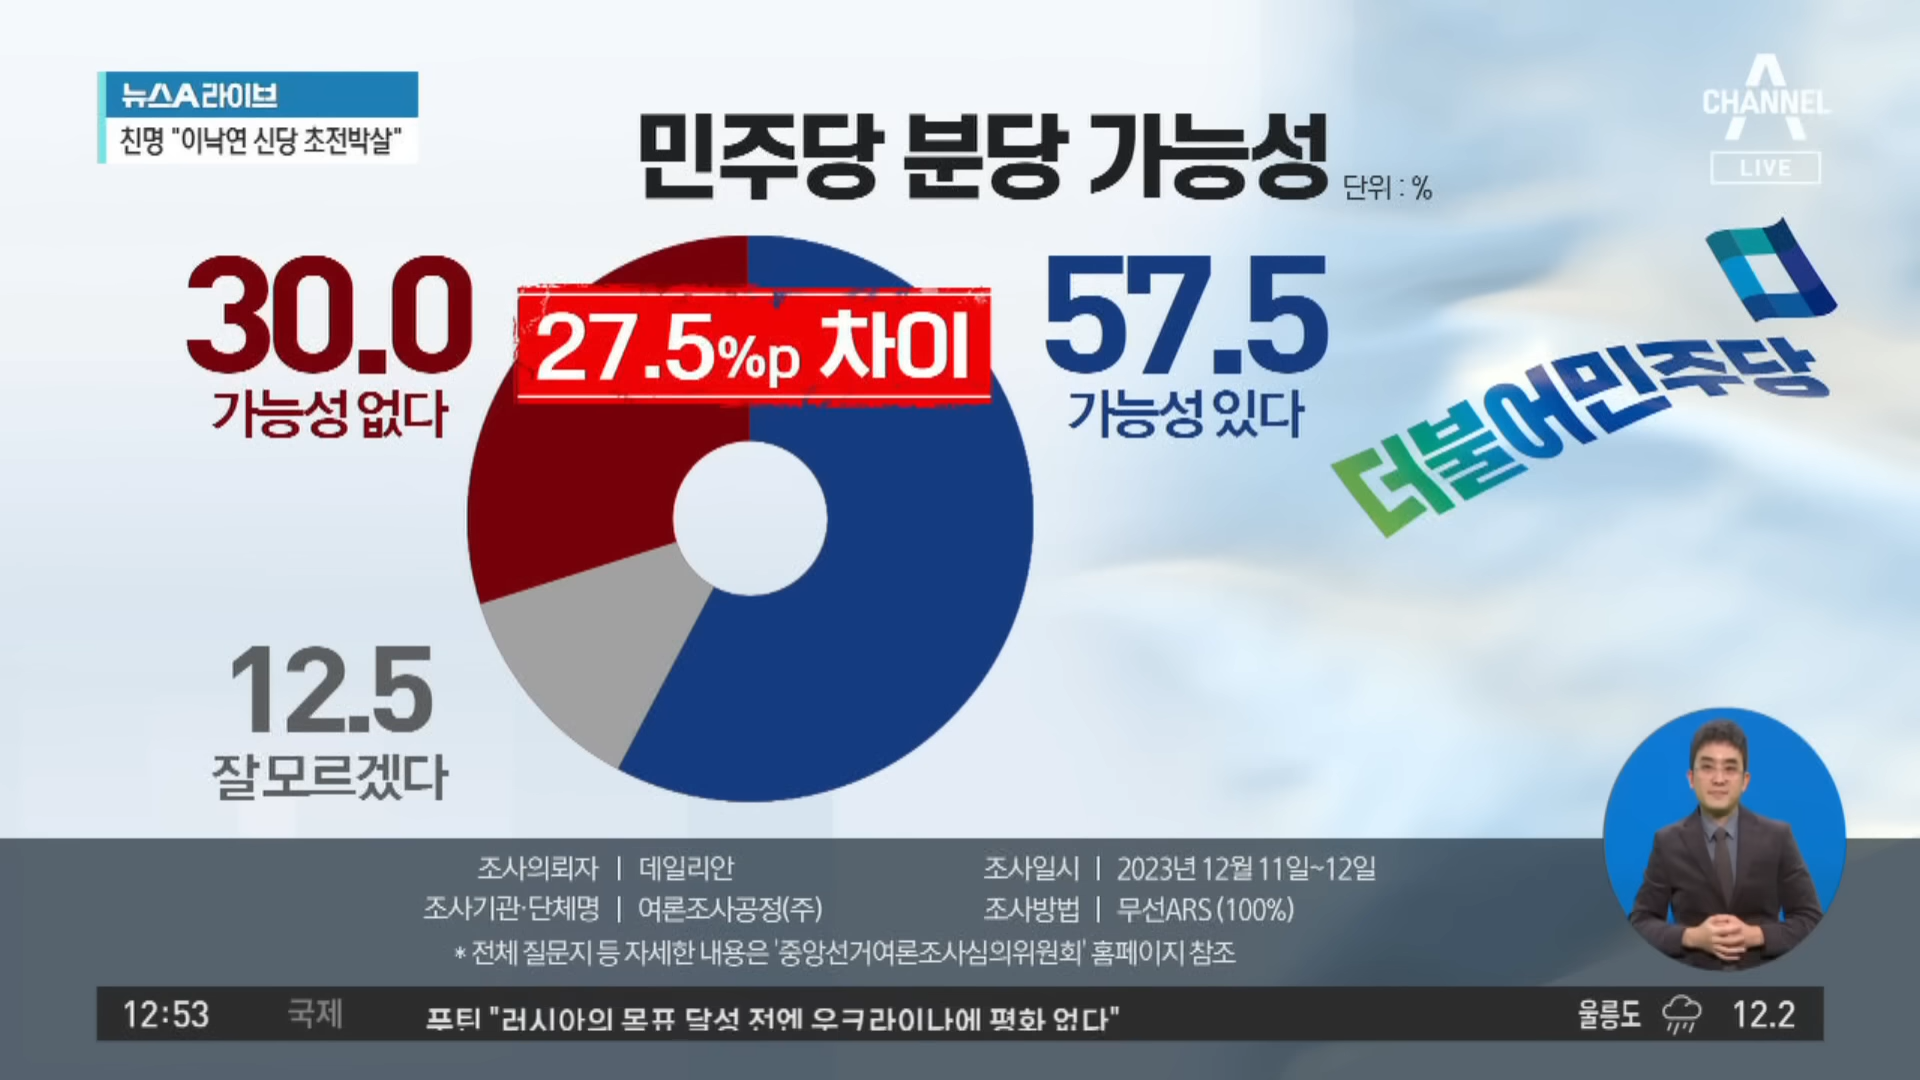 뉴스A라이브
친명 "이낙연 신당 초전박살"
CHANNEL A
LIVE
민주당 분당 가능성
단위 : %
30.0
가능성 없다
27.5%p 차이
57.5
가능성 있다
더불어민주당
12.5
잘 모르겠다
조사의뢰자 | 데일리안
조사일시 | 2023년 12월 11일~12일
조사기관·단체명 | 여론조사공정(주)
조사방법 | 무선ARS (100%)
* 전체 질문지 등 자세한 내용은 '중앙선거여론조사심의위원회' 홈페이지 참조
12:53 국제 푸틴 "러시아의 목표 달성 전엔 우크라이나에 평화 없다" 울릉도 12.2